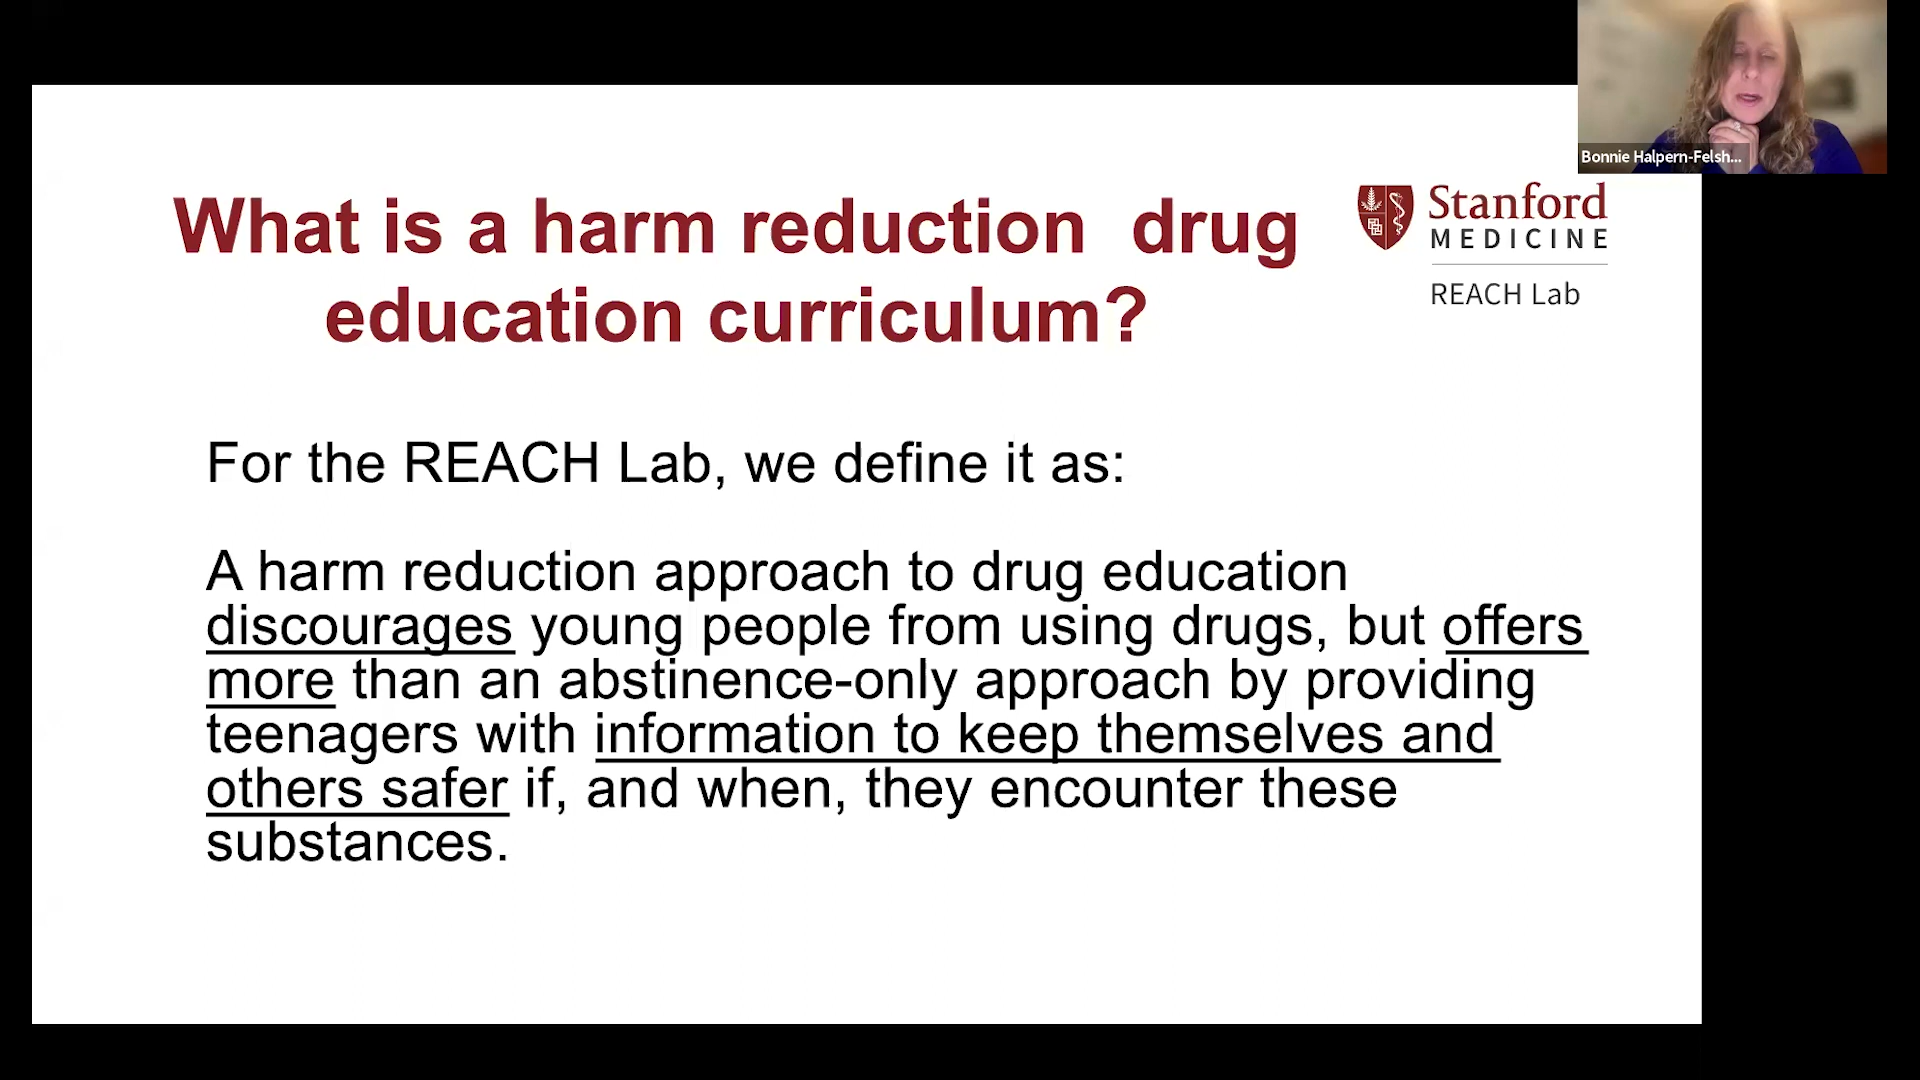 Bonnie Halpern-Felsh...
What is a harm reduction  drug
education curriculum?
Stanford
MEDICINE
REACH Lab
For the REACH Lab, we define it as:
A harm reduction approach to drug education
discourages young people from using drugs, but offers
more than an abstinence-only approach by providing
teenagers with information to keep themselves and
others safer if, and when, they encounter these
substances.